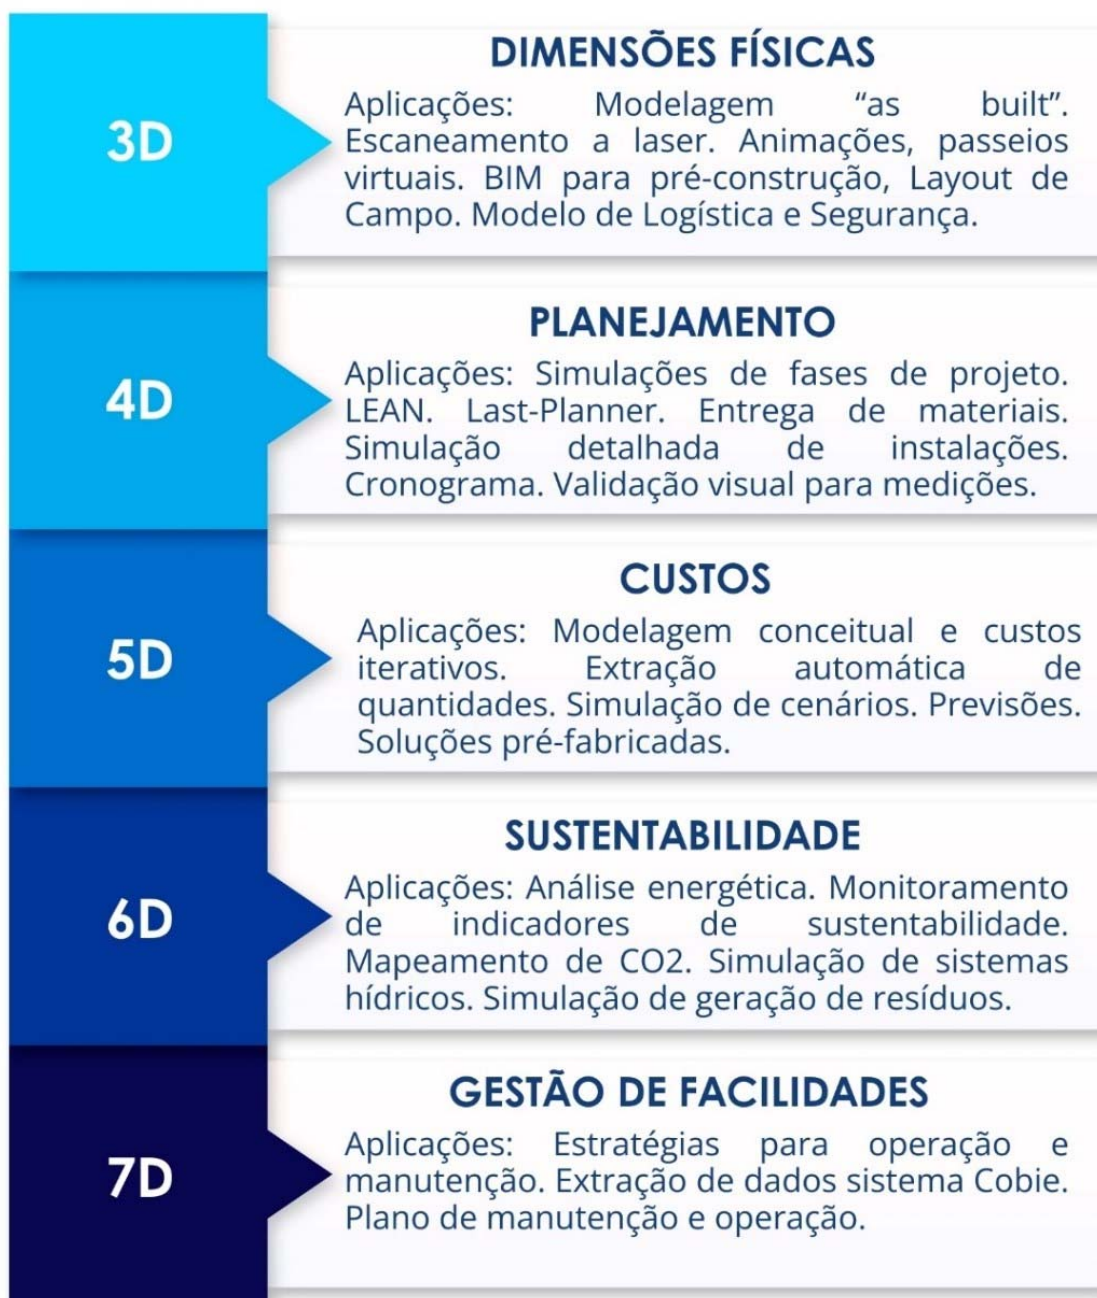 3D
DIMENSÕES FÍSICAS
Aplicações: Modelagem “as built”.
Escaneamento a laser. Animações, passeios
virtuais. BIM para pré-construção, Layout de
Campo. Modelo de Logística e Segurança.
4D
PLANEJAMENTO
Aplicações: Simulações de fases de projeto.
LEAN. Last-Planner. Entrega de materiais.
Simulação detalhada de instalações.
Cronograma. Validação visual para medições.
5D
CUSTOS
Aplicações: Modelagem conceitual e custos
iterativos. Extração automática de
quantidades. Simulação de cenários. Previsões.
Soluções pré-fabricadas.
6D
SUSTENTABILIDADE
Aplicações: Análise energética. Monitoramento
de indicadores de sustentabilidade.
Mapeamento de CO2. Simulação de sistemas
hídricos. Simulação de geração de resíduos.
7D
GESTÃO DE FACILIDADES
Aplicações: Estratégias para operação e
manutenção. Extração de dados sistema Cobie.
Plano de manutenção e operação.